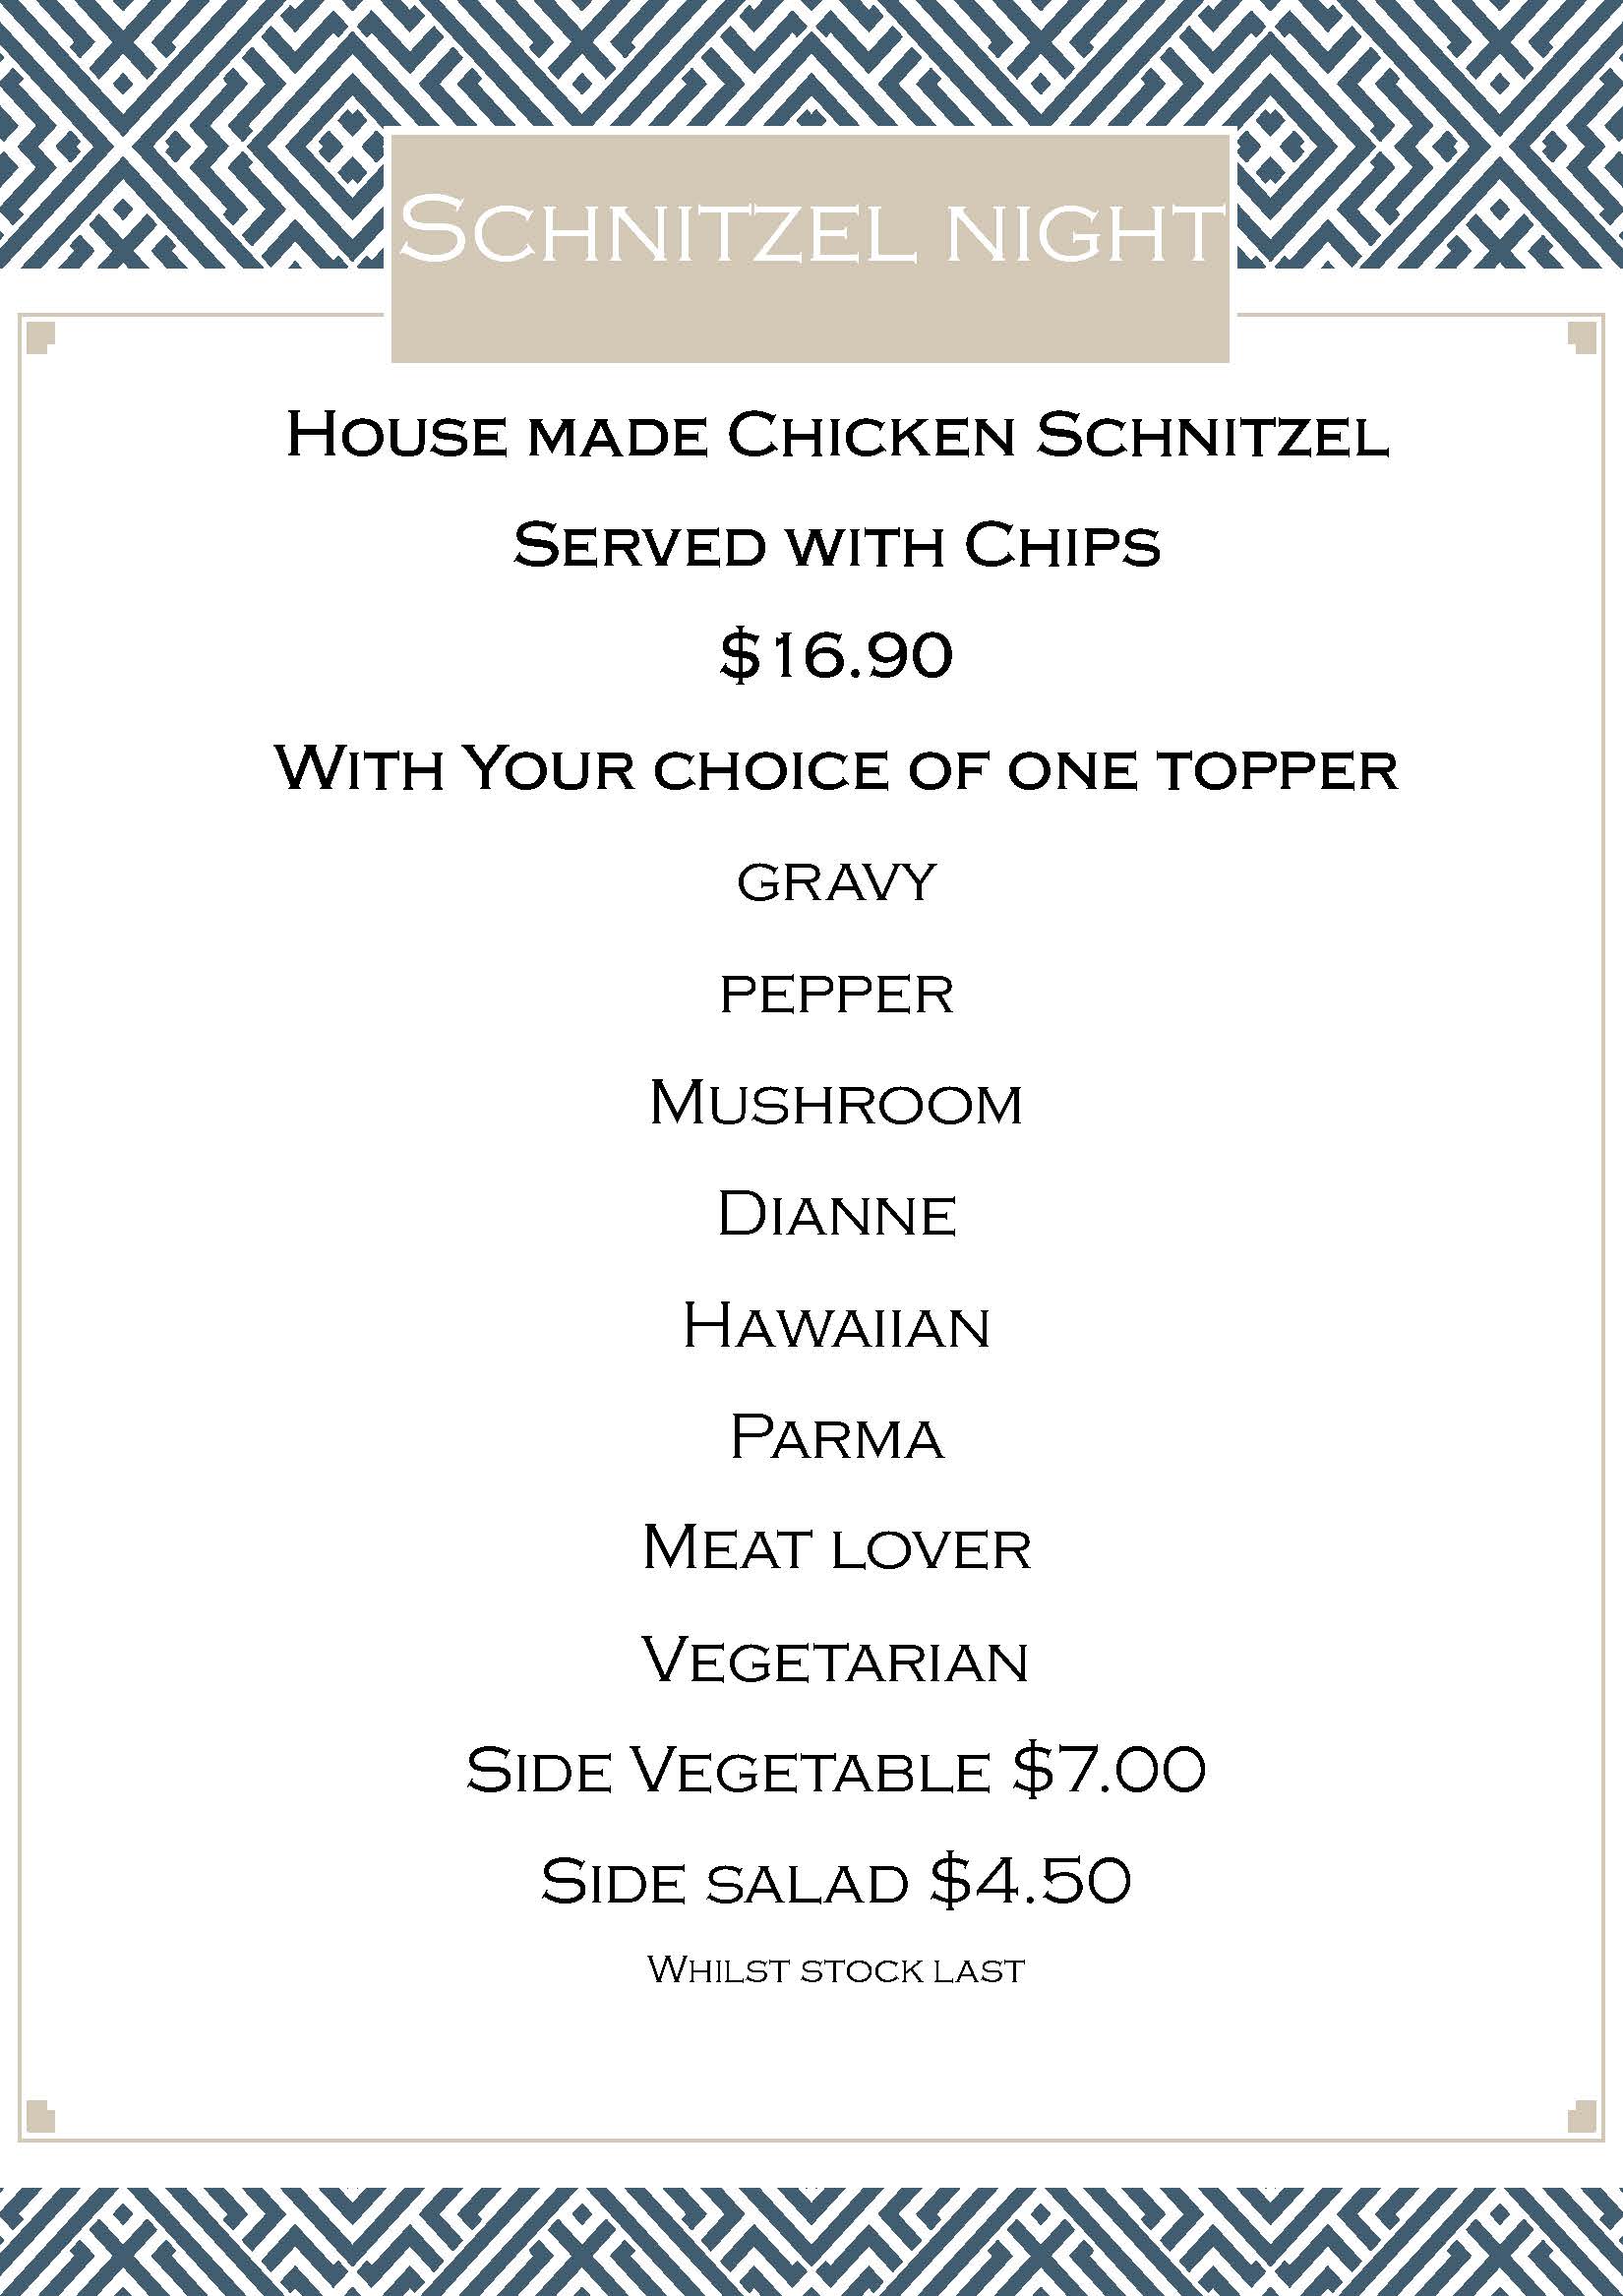 Schnitzel night
House made Chicken Schnitzel
Served with Chips
$16.90
With Your choice of one topper
gravy
pepper
Mushroom
Dianne
Hawaiian
Parma
Meat lover
Vegetarian
Side Vegetable $7.00
Side salad $4.50
Whilst stock last